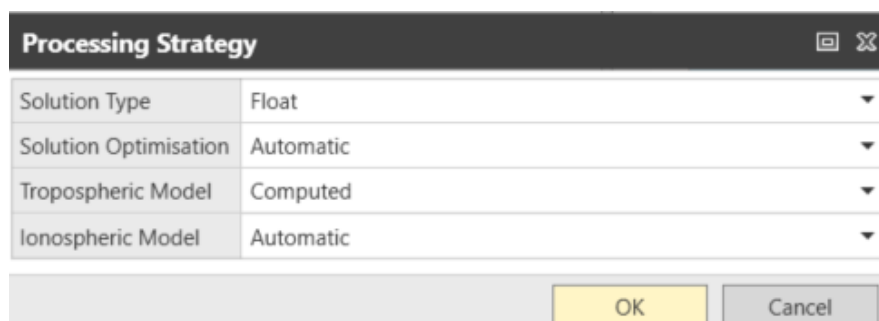 Processing Strategy
Solution Type Float
Solution Optimisation Automatic
Tropospheric Model Computed
Ionospheric Model Automatic
OK Cancel